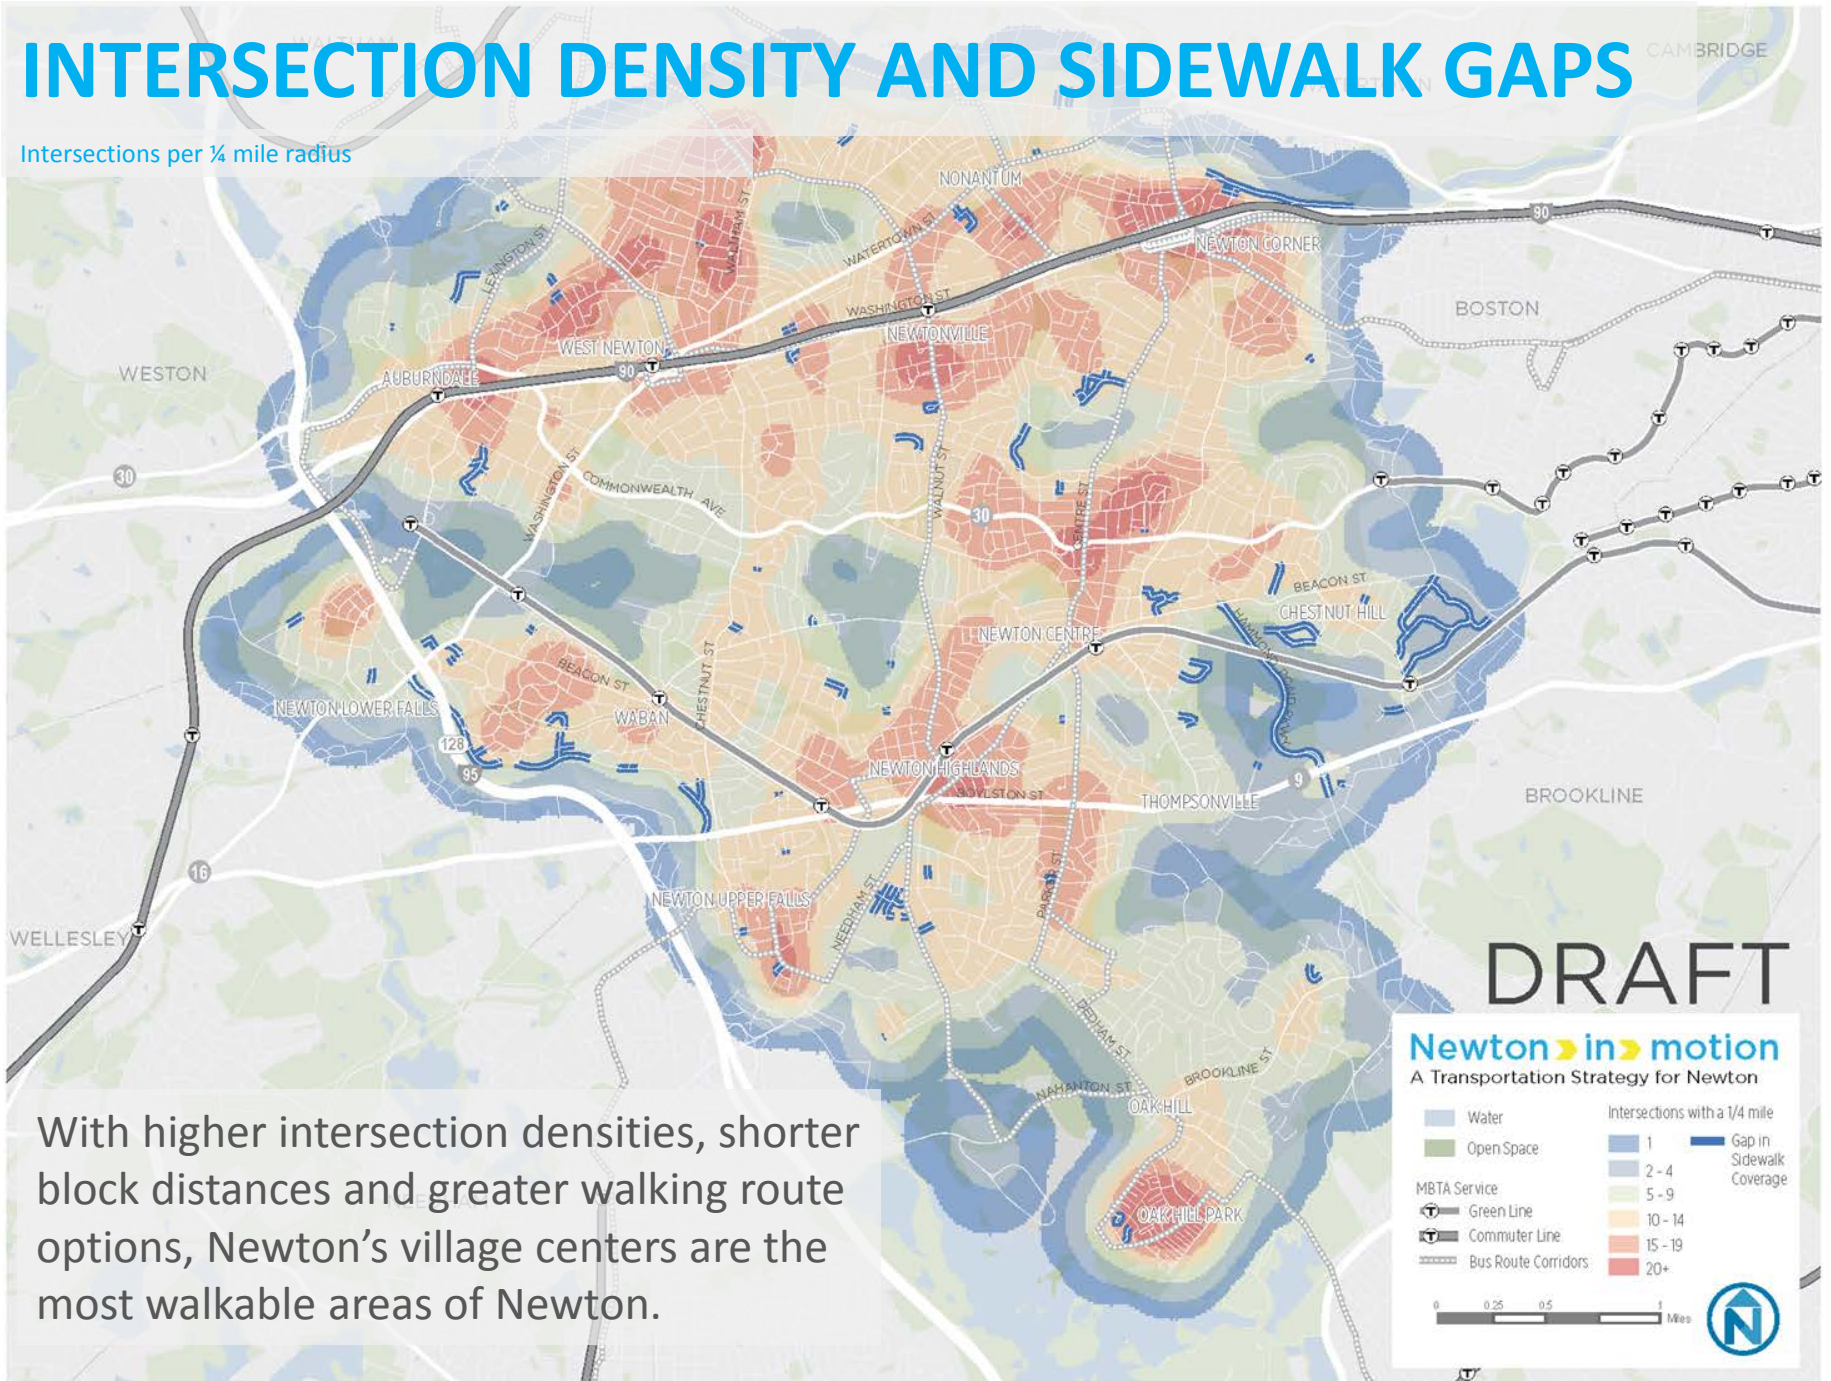 INTERSECTION DENSITY AND SIDEWALK GAPS
Intersections per ¼ mile radius
WALTHAM
WATERTOWN
CAMBRIDGE
NONANTUM
WALTHAM ST
WATERTOWN ST
LEXINGTON ST
NEWTON CORNER
90
WASHINGTON ST
NEWTONVILLE
BOSTON
WEST NEWTON
90
AUBURNDALE
WESTON
30
WASHINGTON ST
COMMONWEALTH AVE
WALNUT ST
30
CENTRE ST
BEACON ST
CHESTNUT HILL
HAMMOND POND PKWY
NEWTON CENTRE
BEACON ST
CHESTNUT ST
WABAN
NEWTON LOWER FALLS
128
95
NEWTON HIGHLANDS
BOYLSTON ST
THOMPSONVILLE
9
BROOKLINE
16
NEWTON UPPER FALLS
NEEDHAM ST
PARKER ST
WELLESLEY
DEDHAM ST
BROOKLINE ST
NAHANTON ST
OAK HILL
OAK HILL PARK
NEEDHAM
With higher intersection densities, shorter
block distances and greater walking route
options, Newton’s village centers are the
most walkable areas of Newton.
DRAFT
Newton in motion
A Transportation Strategy for Newton
Water
Open Space
MBTA Service
Green Line
Commuter Line
Bus Route Corridors
Intersections with a 1/4 mile
1
2 - 4
5 - 9
10 - 14
15 - 19
20+
Gap in
Sidewalk
Coverage
0 0.25 0.5 1
Miles
N